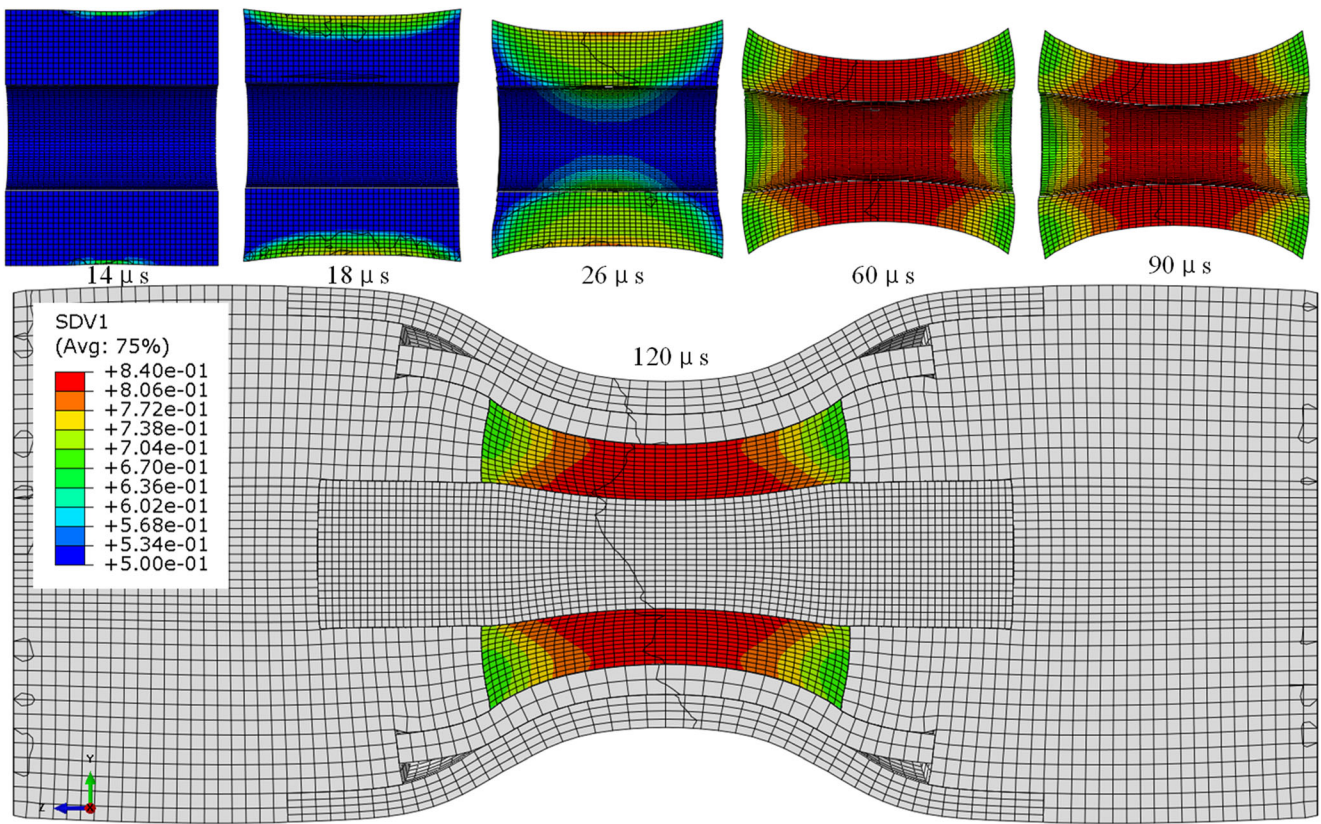 14 μ s
18 μ s
26 μ s
60 μ s
90 μ s
120 μ s
SDV1
(Avg: 75%)
+8.40e-01
+8.06e-01
+7.72e-01
+7.38e-01
+7.04e-01
+6.70e-01
+6.36e-01
+6.02e-01
+5.68e-01
+5.34e-01
+5.00e-01
Y
Z
X